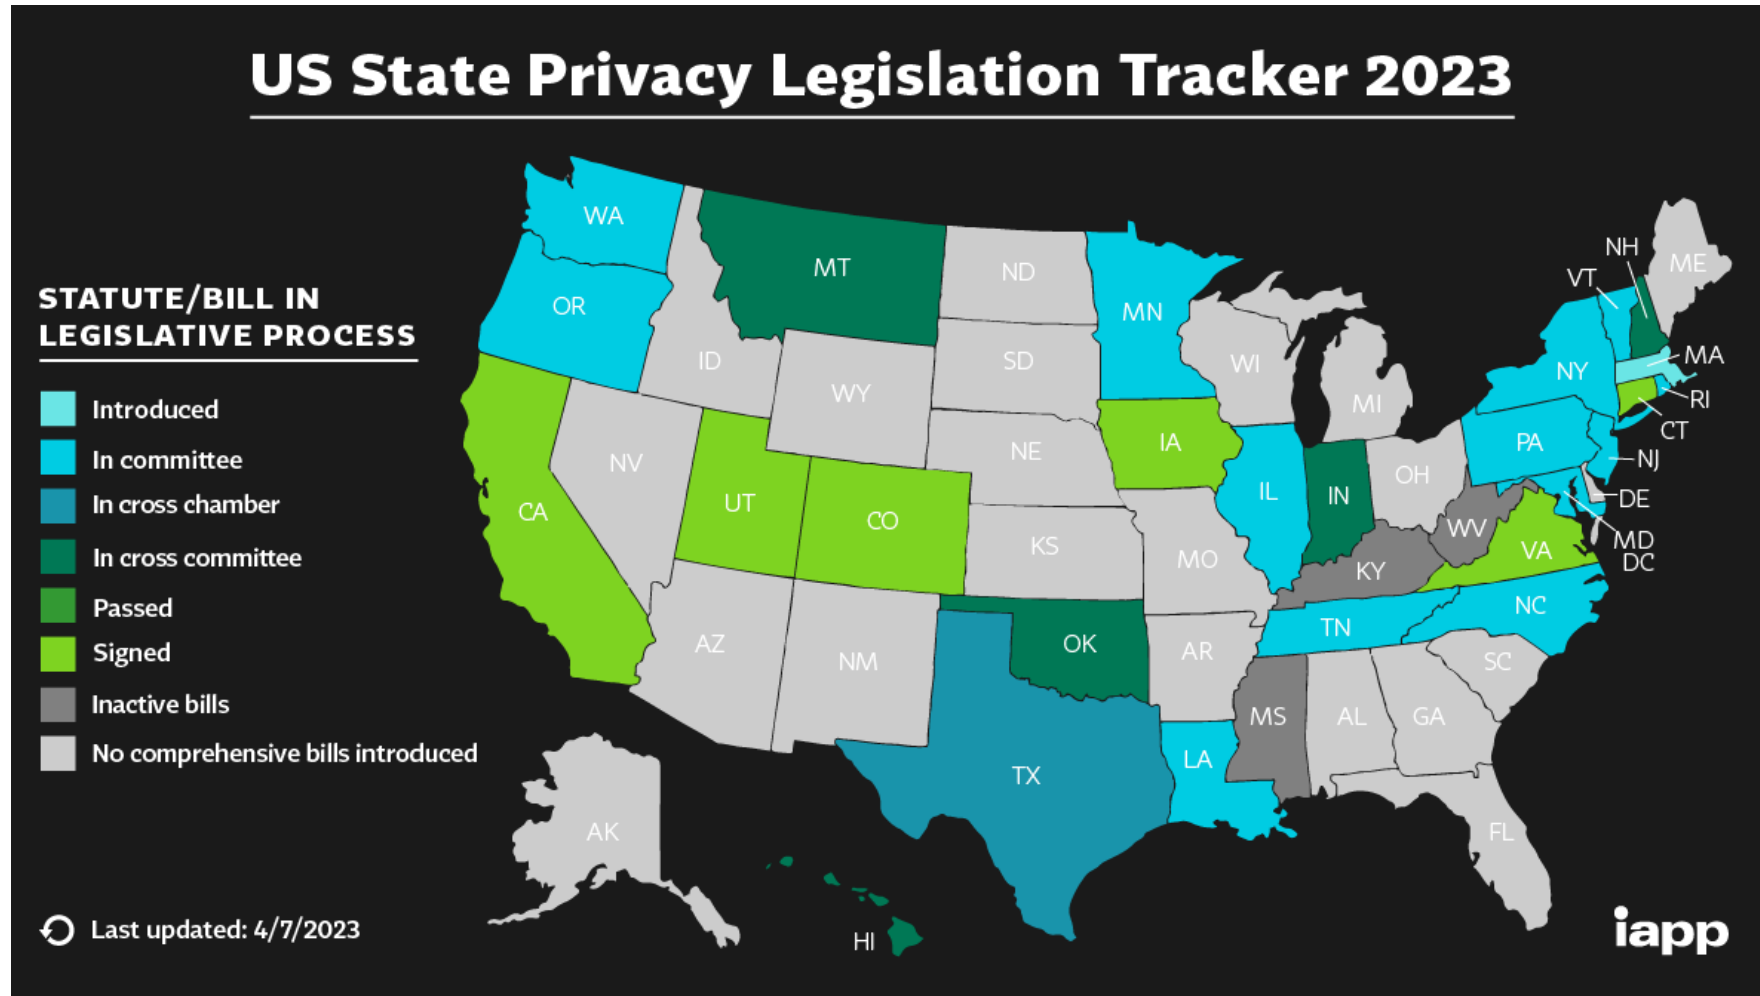 US State Privacy Legislation Tracker 2023
STATUTE/BILL IN
LEGISLATIVE PROCESS
Introduced
In committee
In cross chamber
In cross committee
Passed
Signed
Inactive bills
No comprehensive bills introduced
Last updated: 4/7/2023
WA
OR
CA
ID
NV
MT
WY
UT
CO
AZ
NM
ND
SD
NE
KS
OK
TX
MN
IA
MO
AR
LA
WI
IL
MI
IN
OH
KY
TN
MS
AL
GA
FL
SC
NC
VA
WV
PA
NY
VT
NH
ME
MA
RI
CT
NJ
DE
MD
DC
AK
HI
iapp